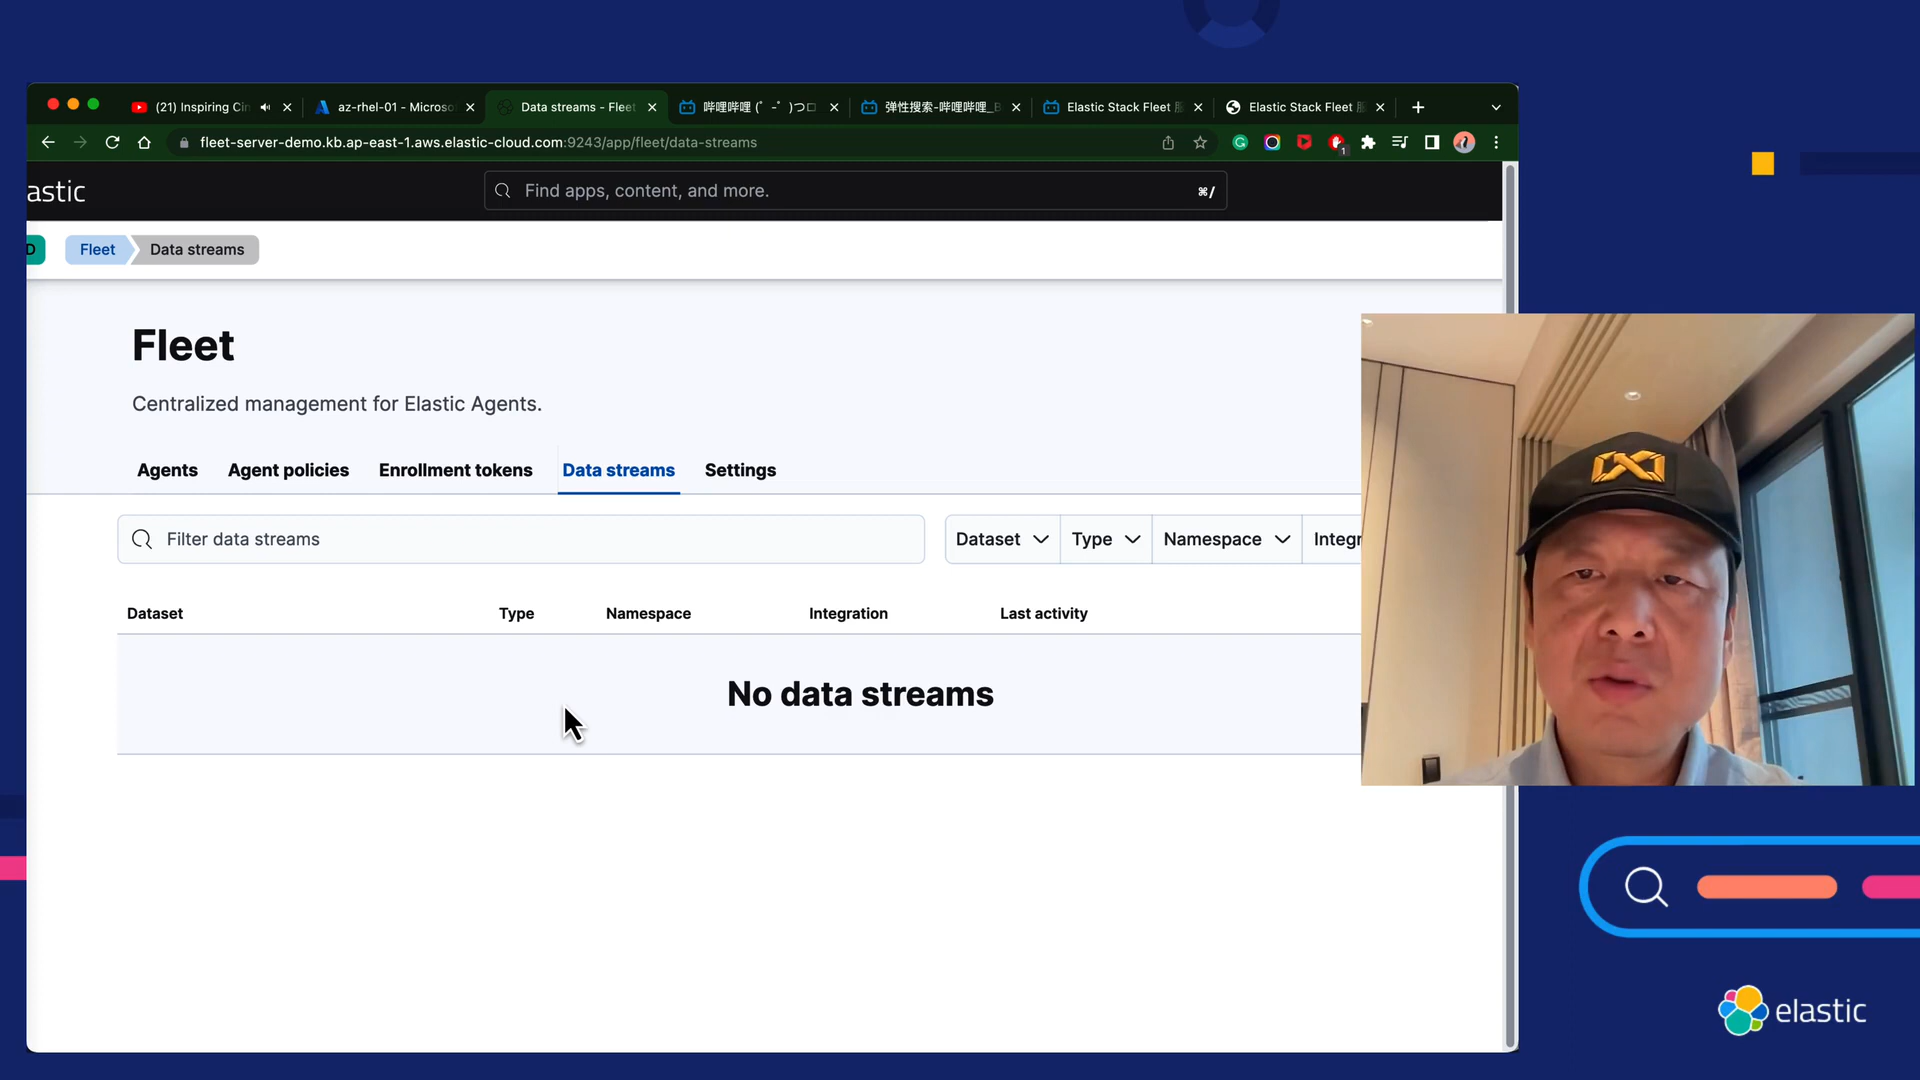 (21) Inspiring Cin
az-rhel-01 - Microso
Data streams - Fleet
哔哩哔哩 (゜-゜)つロ
弹性搜索-哔哩哔哩_B
Elastic Stack Fleet
Elastic Stack Fleet
fleet-server-demo.kb.ap-east-1.aws.elastic-cloud.com:9243/app/fleet/data-streams
1
astic
Find apps, content, and more.
⌘/
D
Fleet
Data streams
Fleet
Centralized management for Elastic Agents.
Agents
Agent policies
Enrollment tokens
Data streams
Settings
Filter data streams
Dataset
Type
Namespace
Integr
Dataset
Type
Namespace
Integration
Last activity
No data streams
elastic